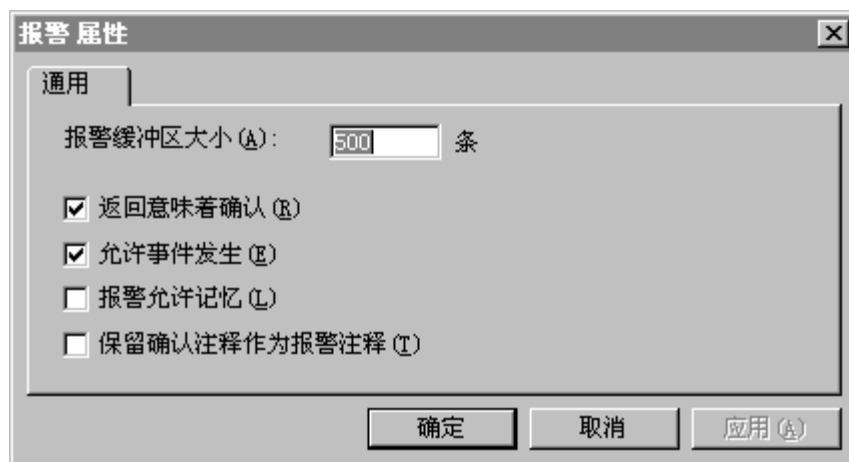 报警 属性
通用
报警缓冲区大小(A): 500 条
返回意味着确认(R)
允许事件发生(E)
报警允许记忆(L)
保留确认注释作为报警注释(T)
确定 取消 应用(A)